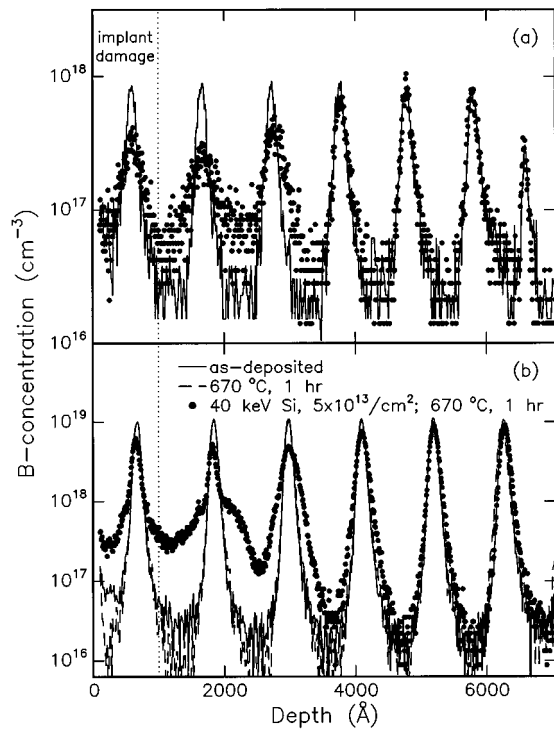 implant
damage
(a)
10^18
10^17
10^16
B-concentration (cm^-3)
as-deposited
(b)
670 °C, 1 hr
40 keV Si, 5x10^13/cm^2; 670 °C, 1 hr
10^19
10^18
10^17
10^16
0 2000 4000 6000
Depth (Å)